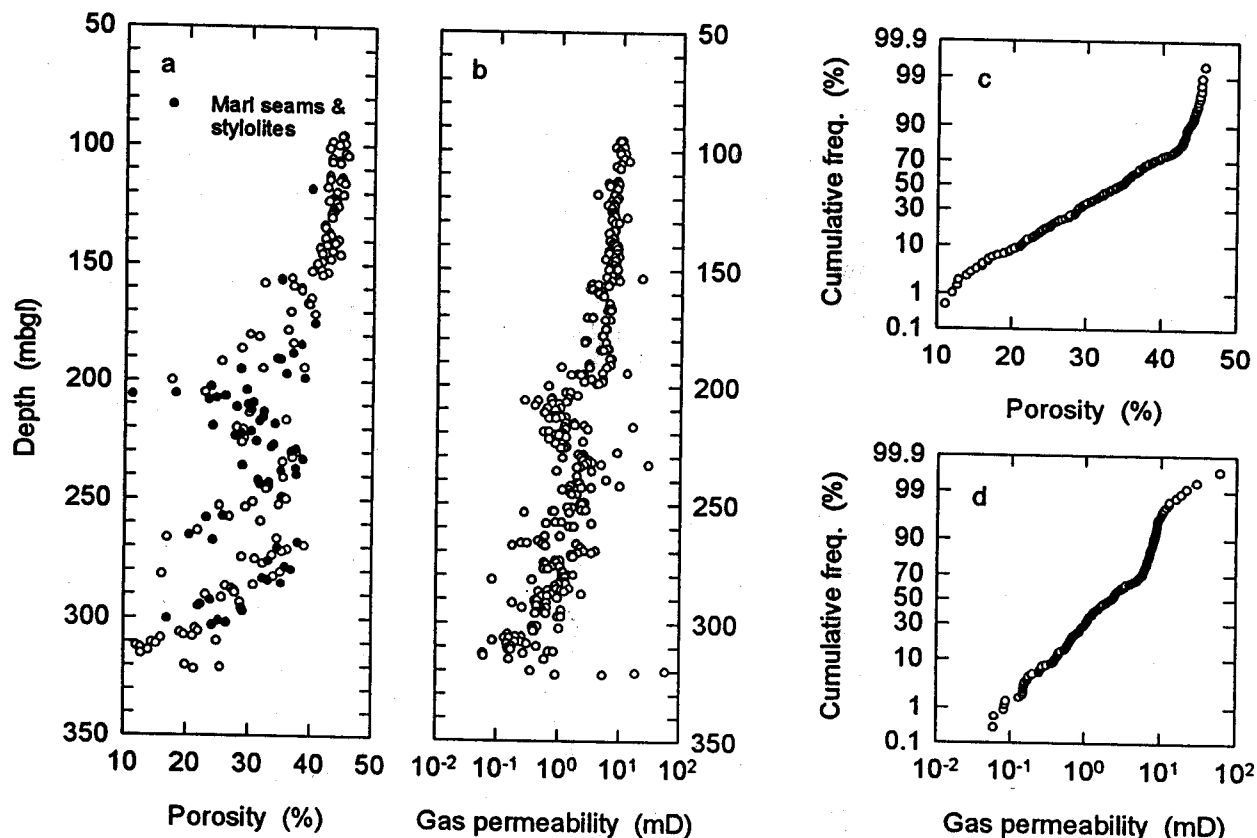 a
Marl seams &
stylolites
50
100
150
200
250
300
350
Depth (mbgl)
10 20 30 40 50
Porosity (%)
b
50
100
150
200
250
300
350
10-2 10-1 100 101 102
Gas permeability (mD)
c
99.9
99
90
70
50
30
10
1
0.1
Cumulative freq. (%)
10 20 30 40 50
Porosity (%)
d
99.9
99
90
70
50
30
10
1
0.1
Cumulative freq. (%)
10-2 10-1 100 101 102
Gas permeability (mD)